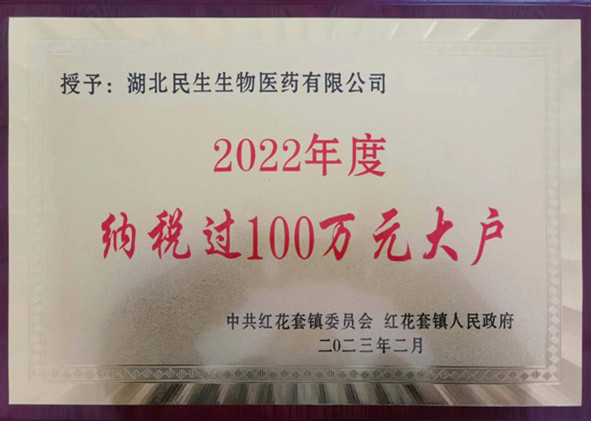 授予：湖北民生生物医药有限公司
2022年度
纳税过100万元大户
中共红花套镇委员会 红花套镇人民政府
二〇二三年二月